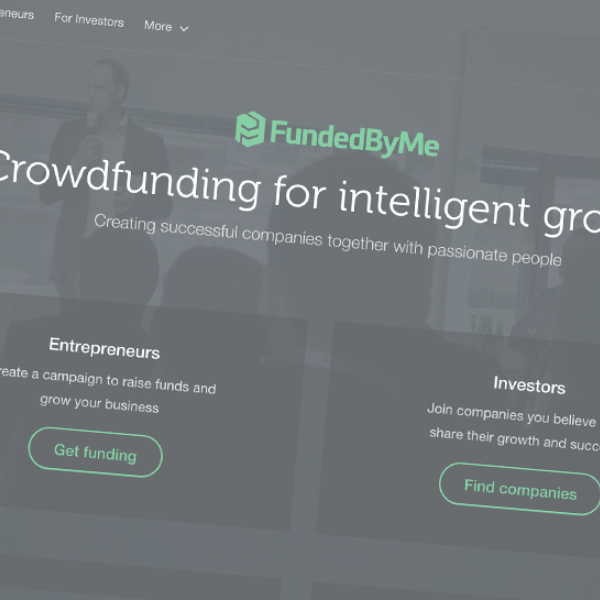 eneurs For Investors More
FundedByMe
Crowdfunding for intelligent gro
Creating successful companies together with passionate people
Entrepreneurs
reate a campaign to raise funds and
grow your business
Get funding
Investors
Join companies you believe
share their growth and succ
Find companies